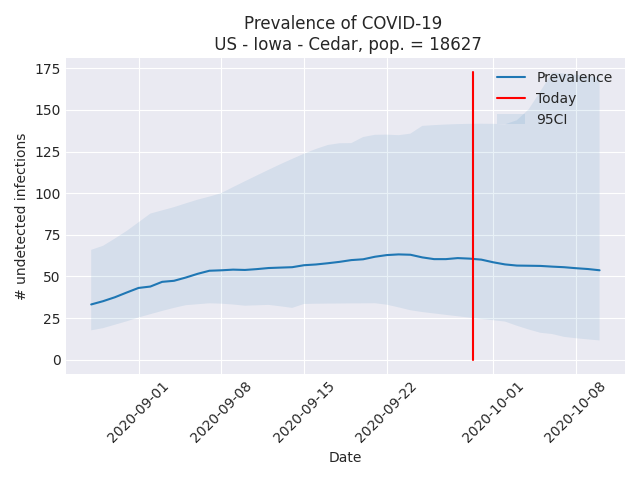 Prevalence of COVID-19
US - Iowa - Cedar, pop. = 18627
# undetected infections
175
150
125
100
75
50
25
0
Prevalence
Today
95CI
2020-09-01
2020-09-08
2020-09-15
2020-09-22
2020-10-01
2020-10-08
Date